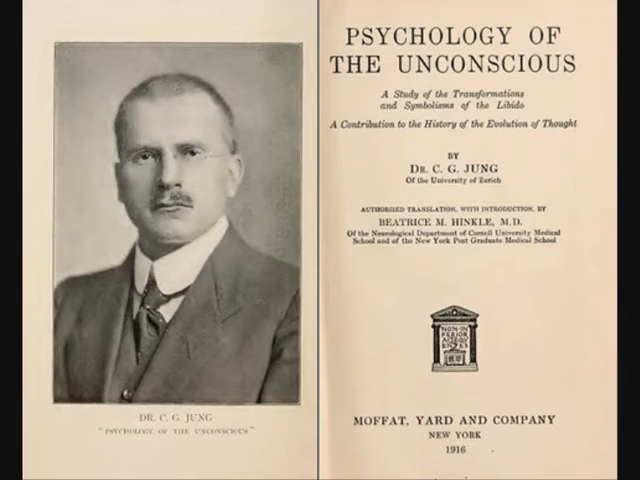 DR. C. G. JUNG
"PSYCHOLOGY OF THE UNCONSCIOUS"
PSYCHOLOGY OF
THE UNCONSCIOUS
A Study of the Transformations
and Symbolisms of the Libido
A Contribution to the History of the Evolution of Thought
BY
DR. C. G. JUNG
Of the University of Zurich
AUTHORIZED TRANSLATION, WITH INTRODUCTION, BY
BEATRICE M. HINKLE, M.D.
Of the Neurological Department of Cornell University Medical
School and of the New York Post Graduate Medical School
MOFFAT, YARD AND COMPANY
NEW YORK
1916